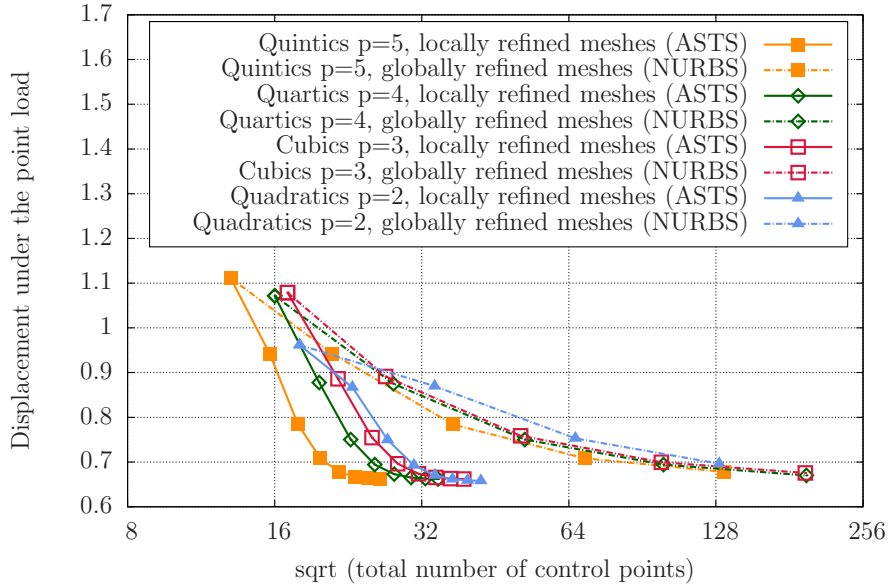 1.7
1.6
1.5
1.4
1.3
1.2
1.1
1
0.9
0.8
0.7
0.6
Displacement under the point load
Quintics p=5, locally refined meshes (ASTS)
Quintics p=5, globally refined meshes (NURBS)
Quartics p=4, locally refined meshes (ASTS)
Quartics p=4, globally refined meshes (NURBS)
Cubics p=3, locally refined meshes (ASTS)
Cubics p=3, globally refined meshes (NURBS)
Quadratics p=2, locally refined meshes (ASTS)
Quadratics p=2, globally refined meshes (NURBS)
8 16 32 64 128 256
sqrt (total number of control points)